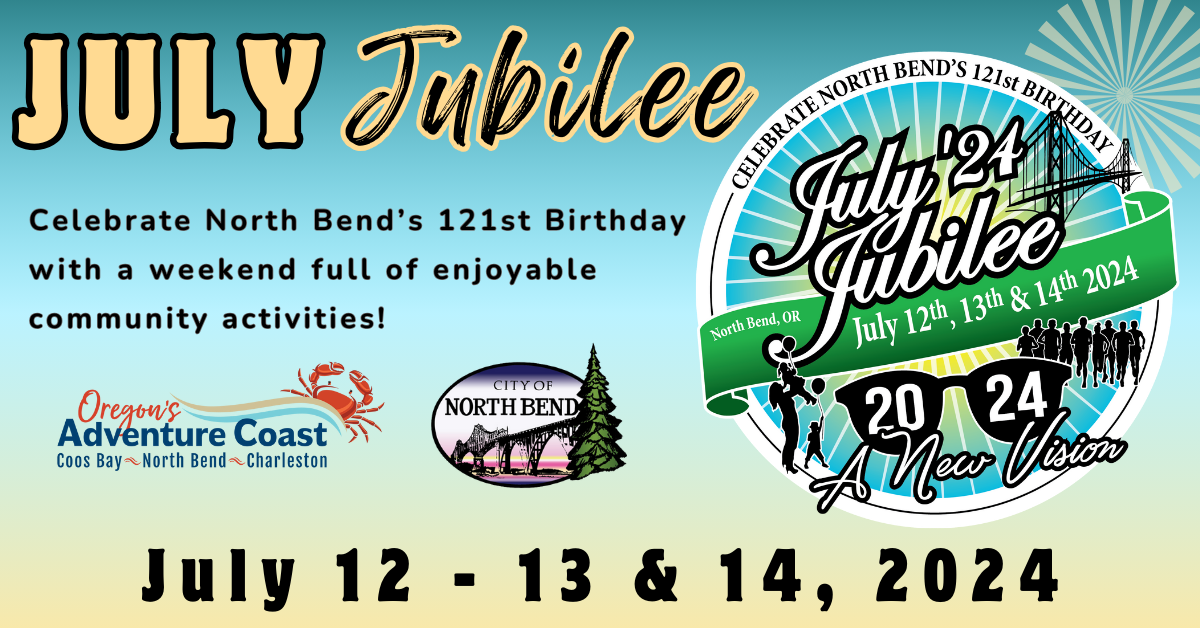 JULY Jubilee
Celebrate North Bend's 121st Birthday
with a weekend full of enjoyable
community activities!
Oregon's
Adventure Coast
Coos Bay~North Bend~Charleston
CITY OF
NORTH BEND
CELEBRATE NORTH BEND'S 121st BIRTHDAY
July '24
Jubilee
North Bend, OR
July 12th, 13th & 14th 2024
20 24
A New Vision
July 12 - 13 & 14, 2024